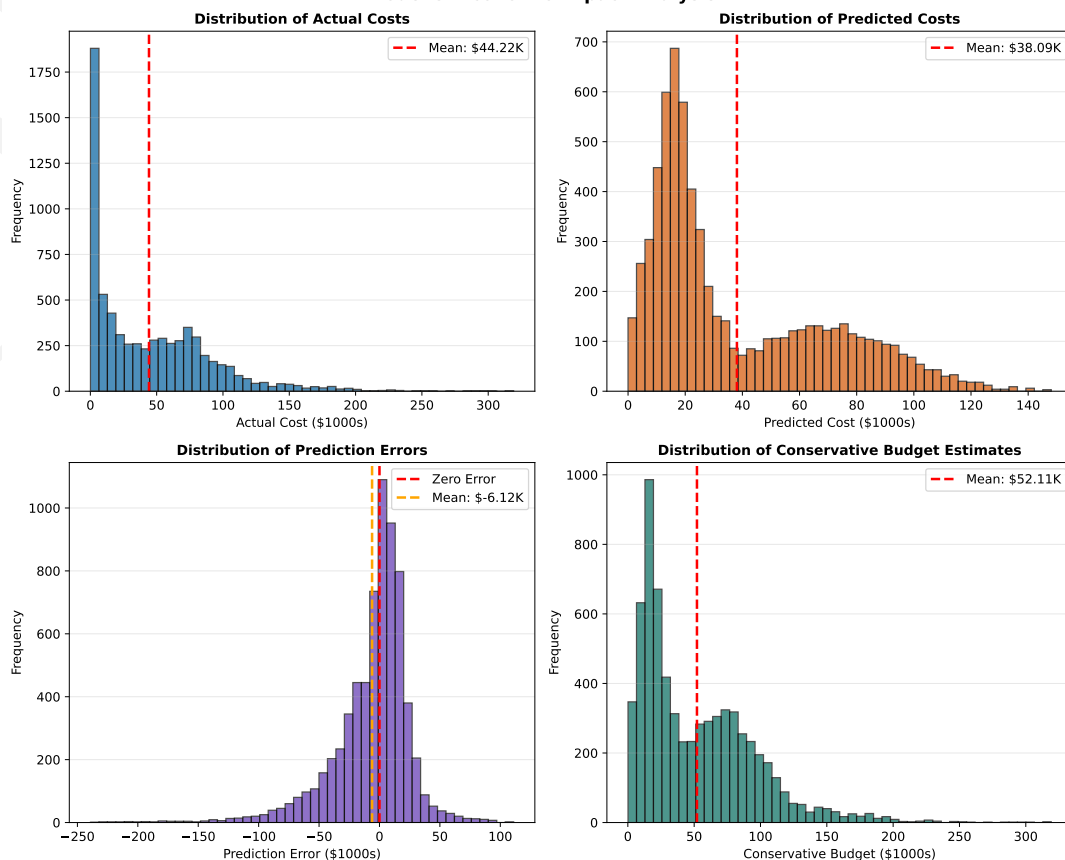 Distribution of Actual Costs
Mean: $44.22K
Frequency
1750
1500
1250
1000
750
500
250
0
0 50 100 150 200 250 300
Actual Cost ($1000s)
Distribution of Predicted Costs
Mean: $38.09K
Frequency
700
600
500
400
300
200
100
0
0 20 40 60 80 100 120 140
Predicted Cost ($1000s)
Distribution of Prediction Errors
Zero Error
Mean: $-6.12K
Frequency
1000
800
600
400
200
0
−250 −200 −150 −100 −50 0 50 100
Prediction Error ($1000s)
Distribution of Conservative Budget Estimates
Mean: $52.11K
Frequency
1000
800
600
400
200
0
0 50 100 150 200 250 300
Conservative Budget ($1000s)